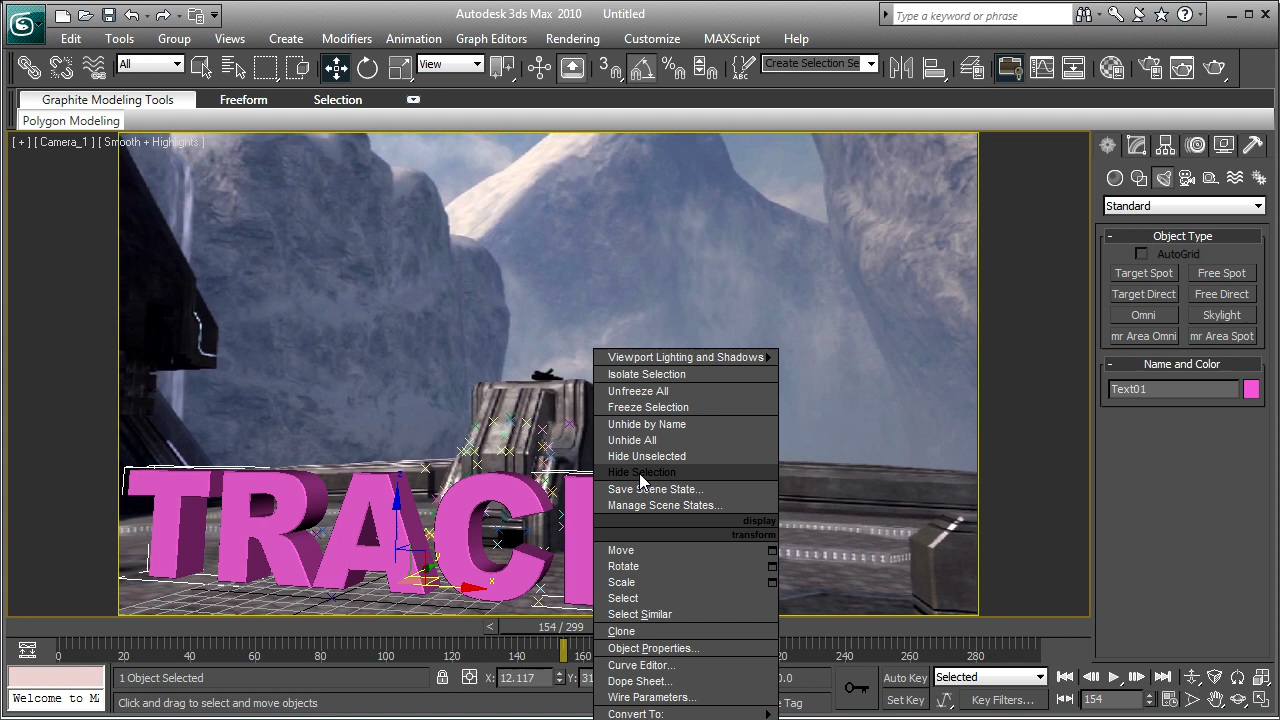 Autodesk 3ds Max 2010 Untitled
Type a keyword or phrase
Edit Tools Group Views Create Modifiers Animation Graph Editors Rendering Customize MAXScript Help
All
View
3
Create Selection Se
Graphite Modeling Tools Freeform Selection
Polygon Modeling
[ + ] [ Camera_1 ] [ Smooth + Highlights ]
Standard
- Object Type
AutoGrid
Target Spot Free Spot
Target Direct Free Direct
Omni Skylight
mr Area Omni mr Area Spot
- Name and Color
Text01
Viewport Lighting and Shadows
Isolate Selection
Unfreeze All
Freeze Selection
Unhide by Name
Unhide All
Hide Unselected
Hide Selection
Save Scene State...
Manage Scene States...
display
transform
Move
Rotate
Scale
Select
Select Similar
Clone
Object Properties...
Curve Editor...
Dope Sheet...
Wire Parameters...
Convert To:
TRAC
y
x
< 154 / 299
0 20 40 60 80 100 120 140 160 220 240 260 280
1 Object Selected X: 12.117 Y: 31 0.0 Auto Key Selected
Welcome to MA Click and drag to select and move objects Tag Set Key Key Filters... 154